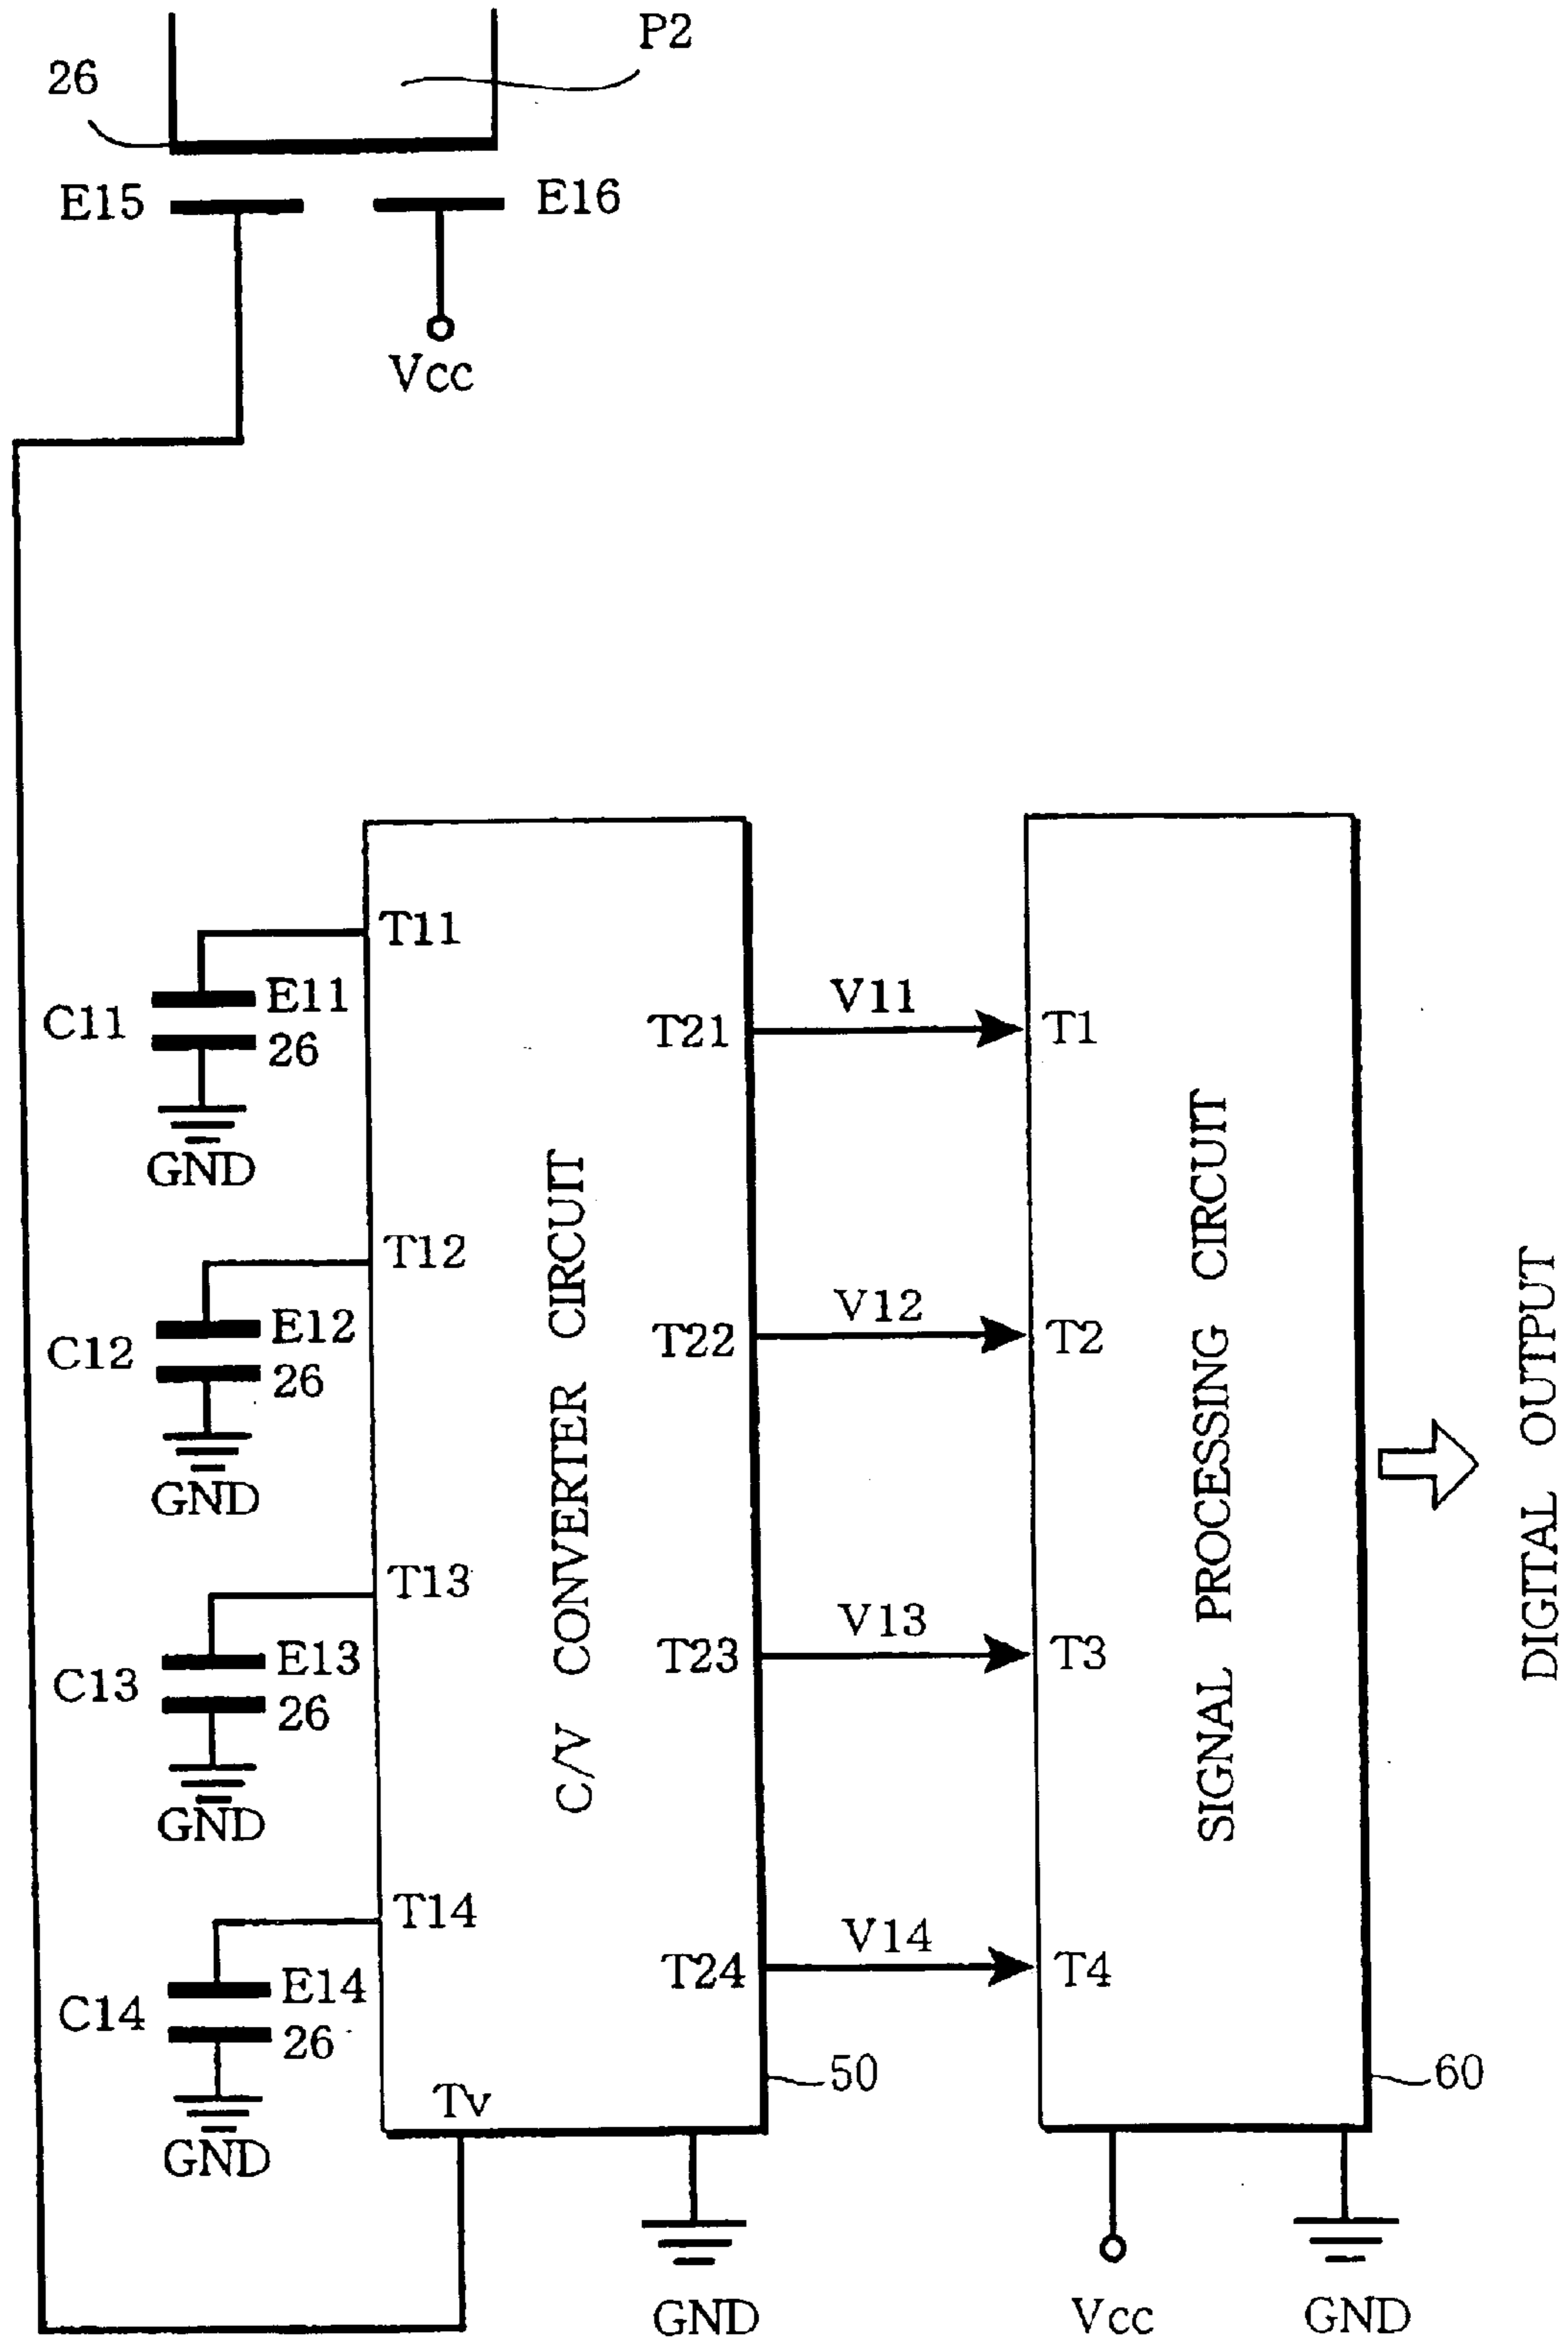 P2
26
E15
E16
Vcc
T11
E11
C11
26
GND
T12
E12
C12
26
GND
T13
E13
C13
26
GND
T14
E14
C14
26
GND
Tv
C/V CONVERTER CIRCUIT
T21
T22
T23
T24
50
GND
V11
V12
V13
V14
T1
T2
T3
T4
SIGNAL PROCESSING CIRCUIT
60
Vcc
GND
DIGITAL OUTPUT